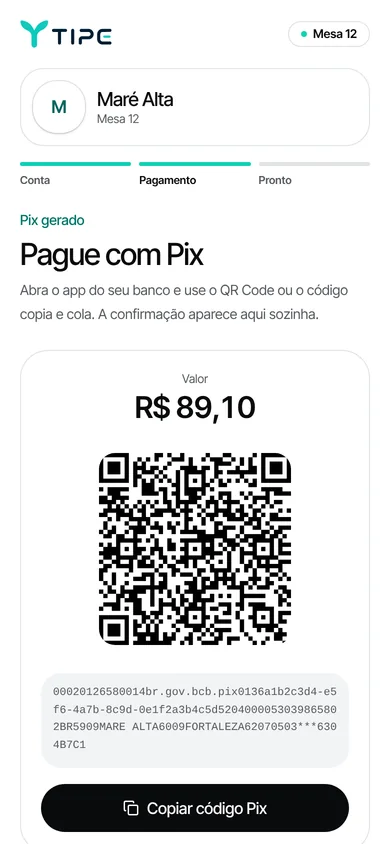 TIPE
Mesa 12
M
Maré Alta
Mesa 12
Conta
Pagamento
Pronto
Pix gerado
Pague com Pix
Abra o app do seu banco e use o QR Code ou o código
copia e cola. A confirmação aparece aqui sozinha.
Valor
R$ 89,10
00020126580014br.gov.bcb.pix0136a1b2c3d4-e5
f6-4a7b-8c9d-0e1f2a3b4c5d520400005303986580
2BR5909MARE ALTA6009FORTALEZA62070503***630
4B7C1
Copiar código Pix